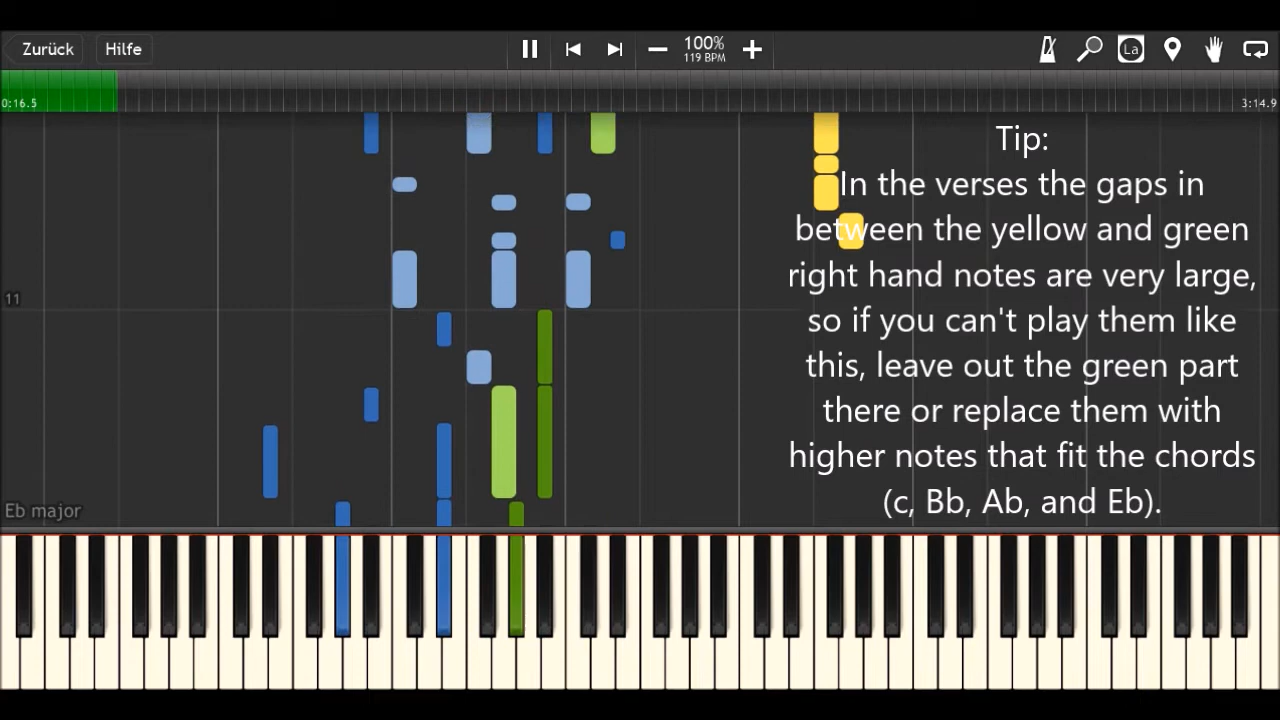 Zurück Hilfe 100% La
119 BPM
0:16.5 3:14.9
Tip:
In the verses the gaps in
between the yellow and green
right hand notes are very large,
11
so if you can't play them like
this, leave out the green part
there or replace them with
higher notes that fit the chords
(c, Bb, Ab, and Eb).
Eb major